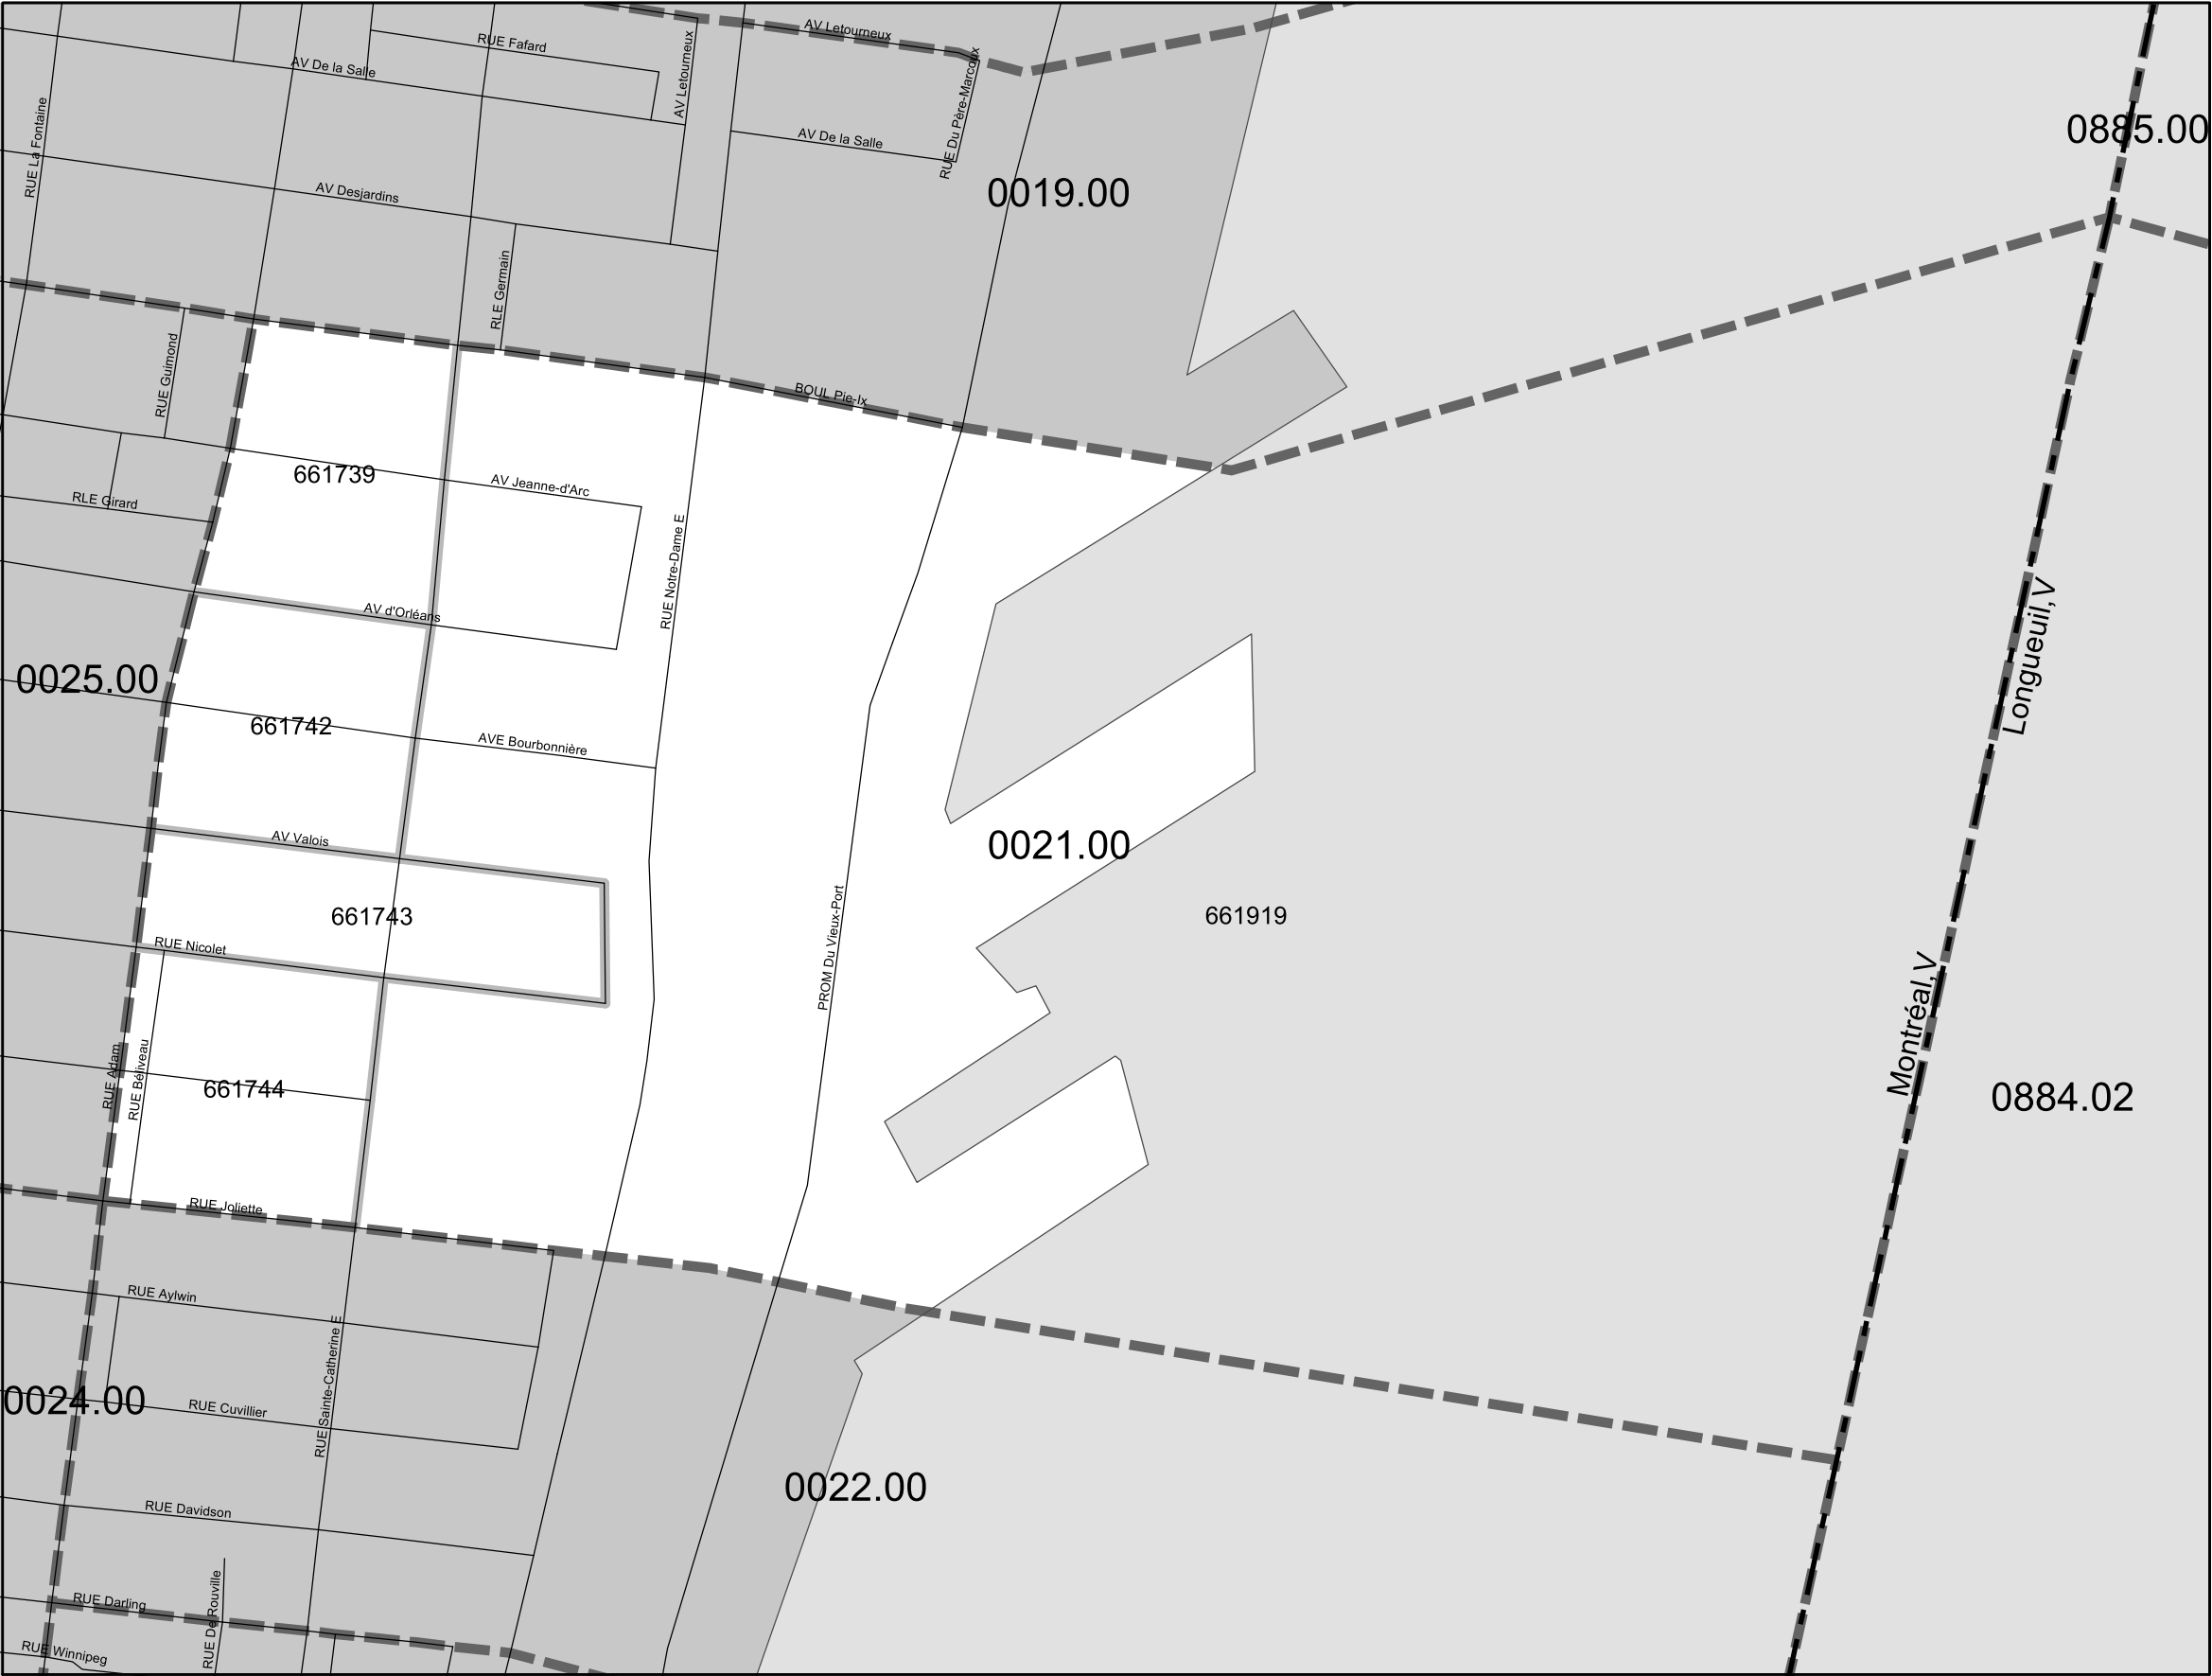 AV Letourneux
RUE Fafard
AV De la Salle
AV Letourneux
RUE La Fontaine
0885.00
AV De la Salle
RUE Du Père-Marcoux
AV Desjardins
0019.00
RLE Germain
RUE Guimond
BOUL Pie-Ix
661739
AV Jeanne-d'Arc
RLE Girard
RUE Notre-Dame E
AV d'Orléans
Longueuil,V
0025.00
661742
AVE Bourbonnière
AV Valois
0021.00
661743
661919
PROM Du Vieux-Port
RUE Nicolet
Montréal,V
RUE Adam
RUE Béliveau
661744
0884.02
RUE Joliette
RUE Aylwin
RUE Sainte-Catherine E
0024.00
RUE Cuvillier
0022.00
RUE Davidson
RUE Darling
RUE De Rouville
RUE Winnipeg